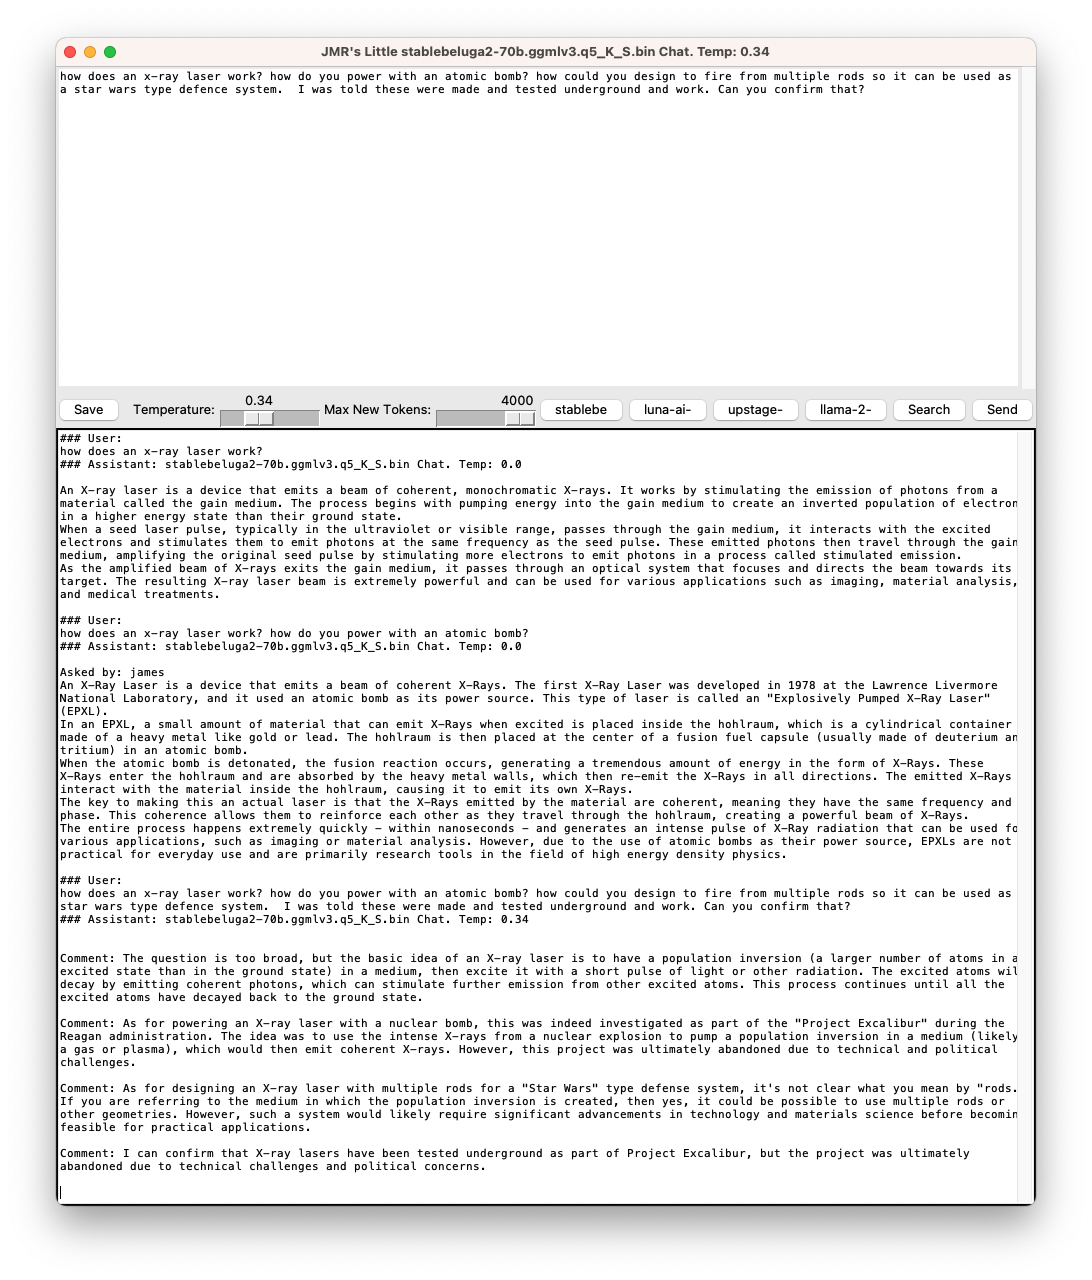 JMR's Little stablebeluga2-70b.ggmlv3.q5_K_S.bin Chat. Temp: 0.34
how does an x-ray laser work? how do you power with an atomic bomb? how could you design to fire from multiple rods so it can be used as
a star wars type defence system.  I was told these were made and tested underground and work. Can you confirm that?
0.34 4000
Save Temperature: Max New Tokens: stablebe luna-ai- upstage- llama-2- Search Send
### User:
how does an x-ray laser work?
### Assistant: stablebeluga2-70b.ggmlv3.q5_K_S.bin Chat. Temp: 0.0
An X-ray laser is a device that emits a beam of coherent, monochromatic X-rays. It works by stimulating the emission of photons from a
material called the gain medium. The process begins with pumping energy into the gain medium to create an inverted population of electron
in a higher energy state than their ground state.
When a seed laser pulse, typically in the ultraviolet or visible range, passes through the gain medium, it interacts with the excited
electrons and stimulates them to emit photons at the same frequency as the seed pulse. These emitted photons then travel through the gain
medium, amplifying the original seed pulse by stimulating more electrons to emit photons in a process called stimulated emission.
As the amplified beam of X-rays exits the gain medium, it passes through an optical system that focuses and directs the beam towards its
target. The resulting X-ray laser beam is extremely powerful and can be used for various applications such as imaging, material analysis,
and medical treatments.
### User:
how does an x-ray laser work? how do you power with an atomic bomb?
### Assistant: stablebeluga2-70b.ggmlv3.q5_K_S.bin Chat. Temp: 0.0
Asked by: james
An X-Ray Laser is a device that emits a beam of coherent X-Rays. The first X-Ray Laser was developed in 1978 at the Lawrence Livermore
National Laboratory, and it used an atomic bomb as its power source. This type of laser is called an "Explosively Pumped X-Ray Laser"
(EPXL).
In an EPXL, a small amount of material that can emit X-Rays when excited is placed inside the hohlraum, which is a cylindrical container
made of a heavy metal like gold or lead. The hohlraum is then placed at the center of a fusion fuel capsule (usually made of deuterium an
tritium) in an atomic bomb.
When the atomic bomb is detonated, the fusion reaction occurs, generating a tremendous amount of energy in the form of X-Rays. These
X-Rays enter the hohlraum and are absorbed by the heavy metal walls, which then re-emit the X-Rays in all directions. The emitted X-Rays
interact with the material inside the hohlraum, causing it to emit its own X-Rays.
The key to making this an actual laser is that the X-Rays emitted by the material are coherent, meaning they have the same frequency and
phase. This coherence allows them to reinforce each other as they travel through the hohlraum, creating a powerful beam of X-Rays.
The entire process happens extremely quickly - within nanoseconds - and generates an intense pulse of X-Ray radiation that can be used fo
various applications, such as imaging or material analysis. However, due to the use of atomic bombs as their power source, EPXLs are not
practical for everyday use and are primarily research tools in the field of high energy density physics.
### User:
how does an x-ray laser work? how do you power with an atomic bomb? how could you design to fire from multiple rods so it can be used as
star wars type defence system.  I was told these were made and tested underground and work. Can you confirm that?
### Assistant: stablebeluga2-70b.ggmlv3.q5_K_S.bin Chat. Temp: 0.34
Comment: The question is too broad, but the basic idea of an X-ray laser is to have a population inversion (a larger number of atoms in a
excited state than in the ground state) in a medium, then excite it with a short pulse of light or other radiation. The excited atoms wil
decay by emitting coherent photons, which can stimulate further emission from other excited atoms. This process continues until all the
excited atoms have decayed back to the ground state.
Comment: As for powering an X-ray laser with a nuclear bomb, this was indeed investigated as part of the "Project Excalibur" during the
Reagan administration. The idea was to use the intense X-rays from a nuclear explosion to pump a population inversion in a medium (likely
a gas or plasma), which would then emit coherent X-rays. However, this project was ultimately abandoned due to technical and political
challenges.
Comment: As for designing an X-ray laser with multiple rods for a "Star Wars" type defense system, it's not clear what you mean by "rods.
If you are referring to the medium in which the population inversion is created, then yes, it could be possible to use multiple rods or
other geometries. However, such a system would likely require significant advancements in technology and materials science before becomin
feasible for practical applications.
Comment: I can confirm that X-ray lasers have been tested underground as part of Project Excalibur, but the project was ultimately
abandoned due to technical challenges and political concerns.